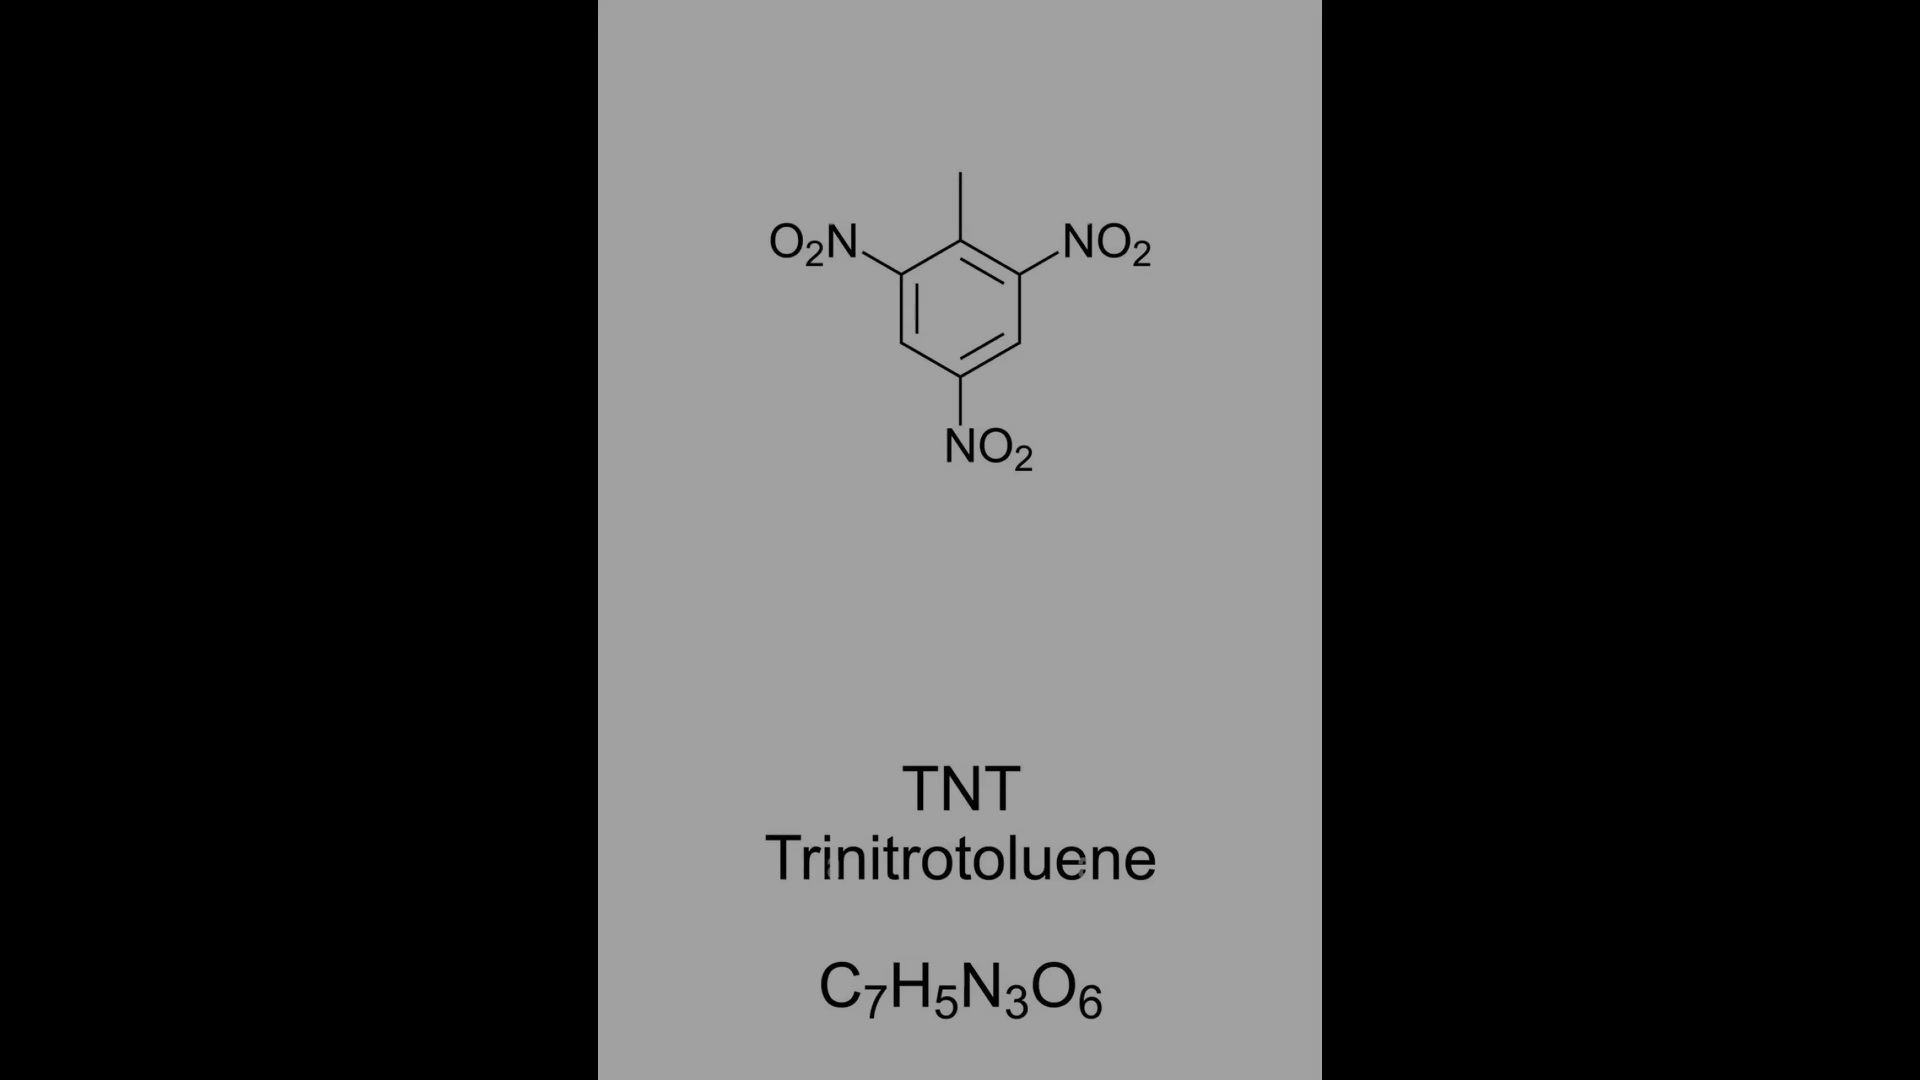 O₂N NO₂
NO₂
TNT
Trinitrotoluene
C₇H₅N₃O₆